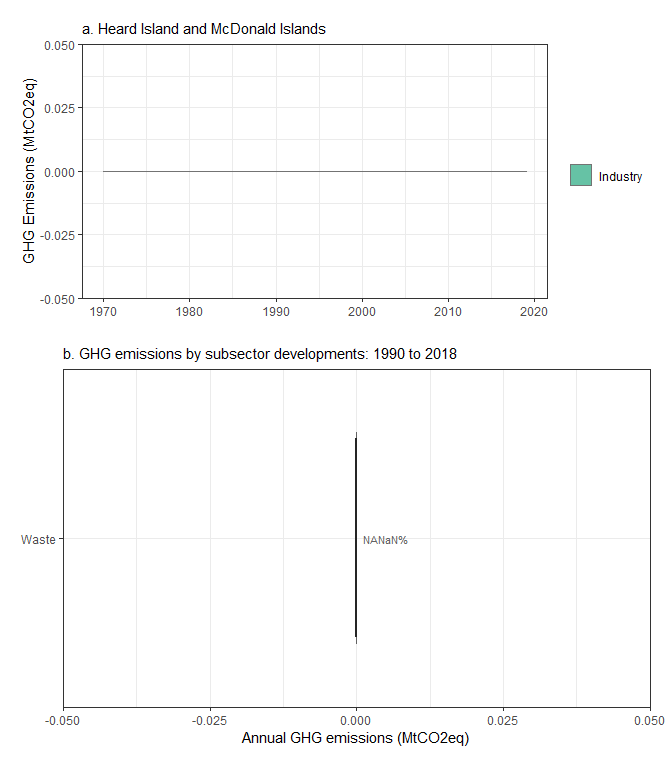 a. Heard Island and McDonald Islands
GHG Emissions (MtCO2eq)
0.050
0.025
0.000
-0.025
-0.050
1970 1980 1990 2000 2010 2020
Industry
b. GHG emissions by subsector developments: 1990 to 2018
Waste
NANaN%
-0.050 -0.025 0.000 0.025 0.050
Annual GHG emissions (MtCO2eq)